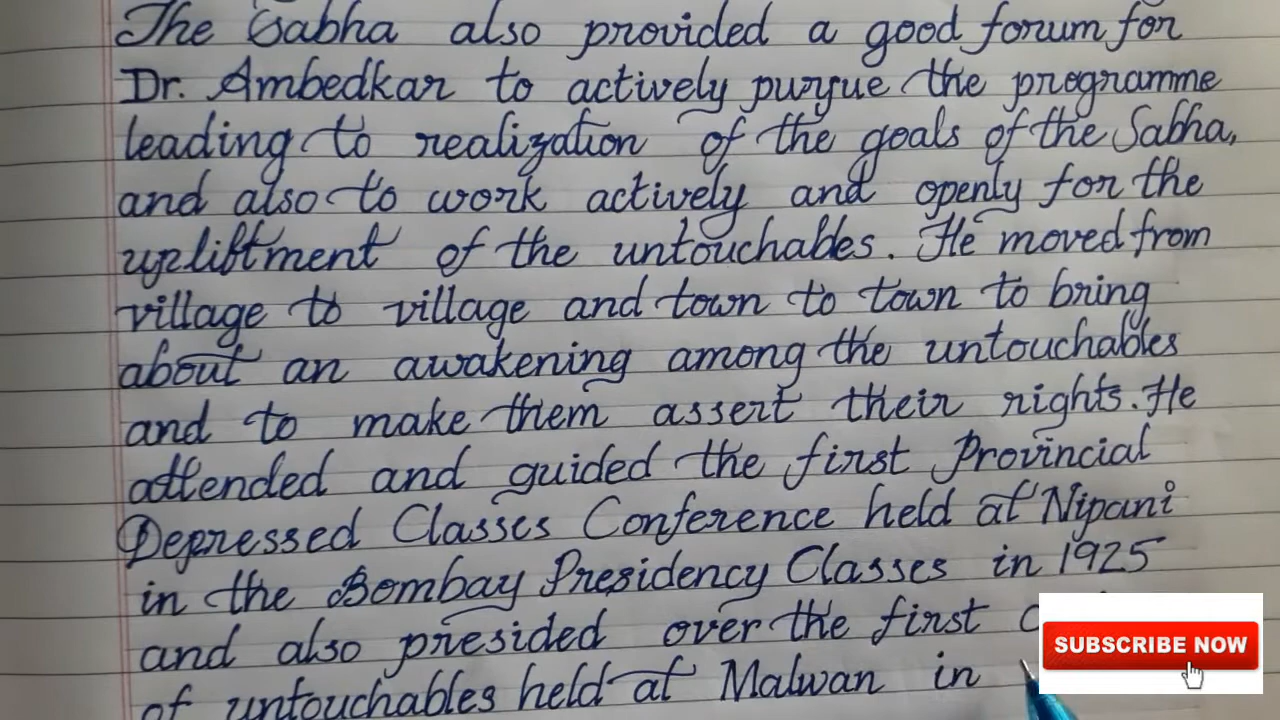 The Sabha also provided a good forum for
Dr. Ambedkar to actively pursue the programme
leading to realization of the goals of the Sabha,
and also to work actively and openly for the
upliftment of the untouchables. He moved from
village to village and town to town to bring
about an awakening among the untouchables
and to make them assert their rights. He
attended and guided the first Provincial
Depressed Classes Conference held at Nipani
in the Bombay Presidency Classes in 1925
and also presided over the first
of untouchables held at Malwan in
SUBSCRIBE NOW